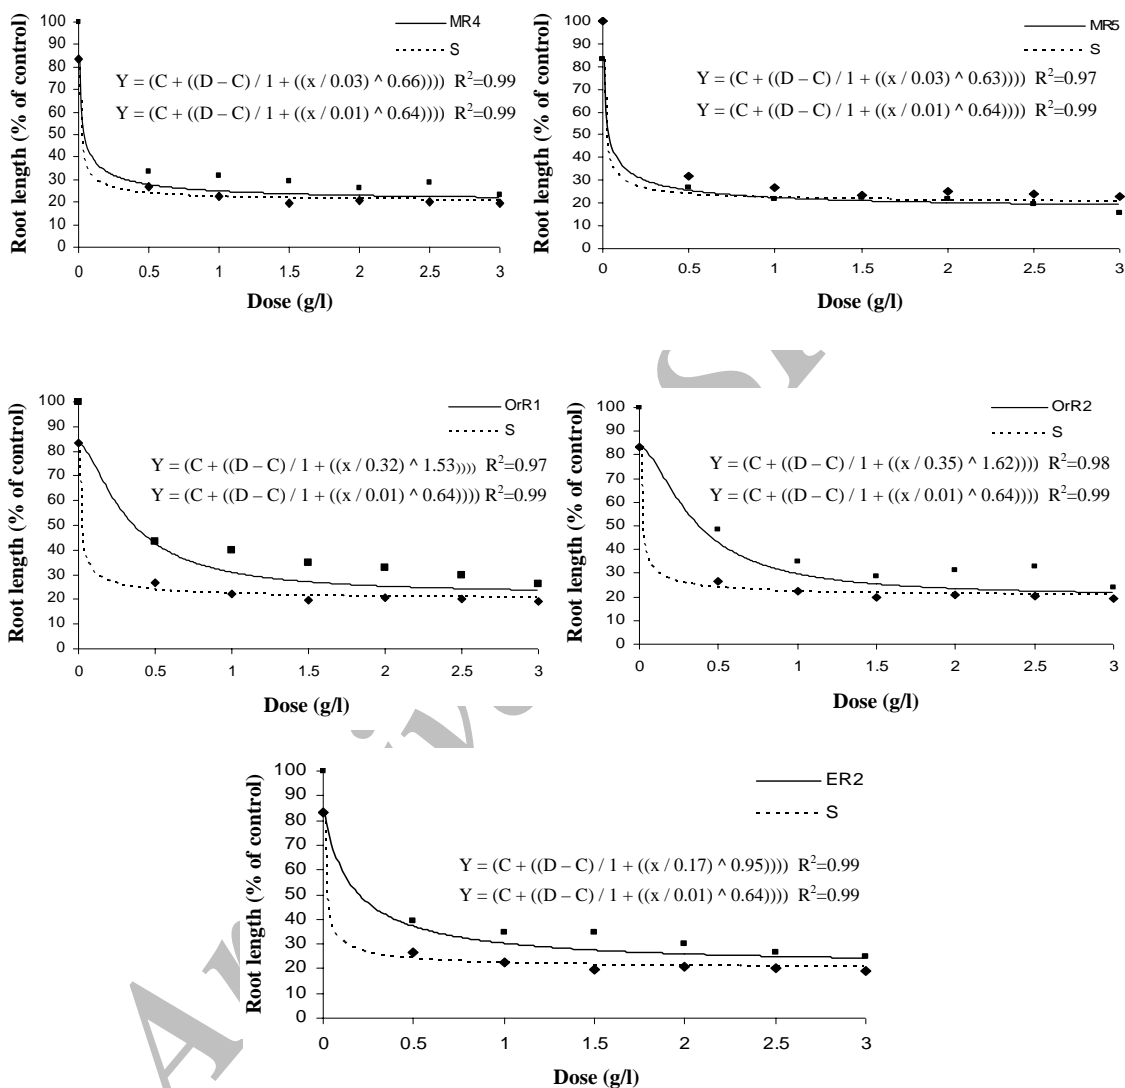 Root length (% of control)
100
90
80
70
60
50
40
30
20
10
0
MR4
S
Y = (C + ((D – C) / 1 + ((x / 0.03) ^ 0.66)))) R²=0.99
Y = (C + ((D – C) / 1 + ((x / 0.01) ^ 0.64)))) R²=0.99
0 0.5 1 1.5 2 2.5 3
Dose (g/l)
Root length (% of control)
100
90
80
70
60
50
40
30
20
10
0
MR5
S
Y = (C + ((D – C) / 1 + ((x / 0.03) ^ 0.63)))) R²=0.97
Y = (C + ((D – C) / 1 + ((x / 0.01) ^ 0.64)))) R²=0.99
0 0.5 1 1.5 2 2.5 3
Dose (g/l)
Root length (% of control)
100
90
80
70
60
50
40
30
20
10
0
OrR1
S
Y = (C + ((D – C) / 1 + ((x / 0.32) ^ 1.53)))) R²=0.97
Y = (C + ((D – C) / 1 + ((x / 0.01) ^ 0.64)))) R²=0.99
0 0.5 1 1.5 2 2.5 3
Dose (g/l)
Root length (% of control)
100
90
80
70
60
50
40
30
20
10
0
OrR2
S
Y = (C + ((D – C) / 1 + ((x / 0.35) ^ 1.62)))) R²=0.98
Y = (C + ((D – C) / 1 + ((x / 0.01) ^ 0.64)))) R²=0.99
0 0.5 1 1.5 2 2.5 3
Dose (g/l)
Root length (% of control)
100
90
80
70
60
50
40
30
20
10
0
ER2
S
Y = (C + ((D – C) / 1 + ((x / 0.17) ^ 0.95)))) R²=0.99
Y = (C + ((D – C) / 1 + ((x / 0.01) ^ 0.64)))) R²=0.99
0 0.5 1 1.5 2 2.5 3
Dose (g/l)